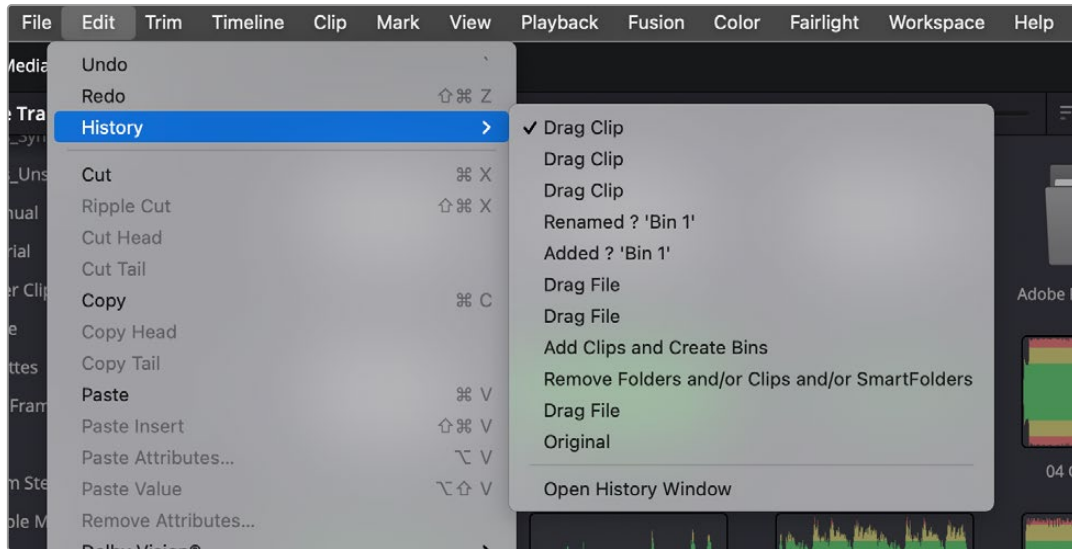 File Edit Trim Timeline Clip Mark View Playback Fusion Color Fairlight Workspace Help
Media
Undo `
Redo ⇧⌘ Z
History
Cut ⌘ X
Ripple Cut ⇧⌘ X
Cut Head
Cut Tail
Copy ⌘ C
Copy Head
Copy Tail
Paste ⌘ V
Paste Insert ⇧⌘ V
Paste Attributes... ⌥ V
Paste Value ⌥⇧ V
Remove Attributes...
Dolby Vision®
✓ Drag Clip
Drag Clip
Drag Clip
Renamed ? 'Bin 1'
Added ? 'Bin 1'
Drag File
Drag File
Add Clips and Create Bins
Remove Folders and/or Clips and/or SmartFolders
Drag File
Original
Open History Window
Adobe
04